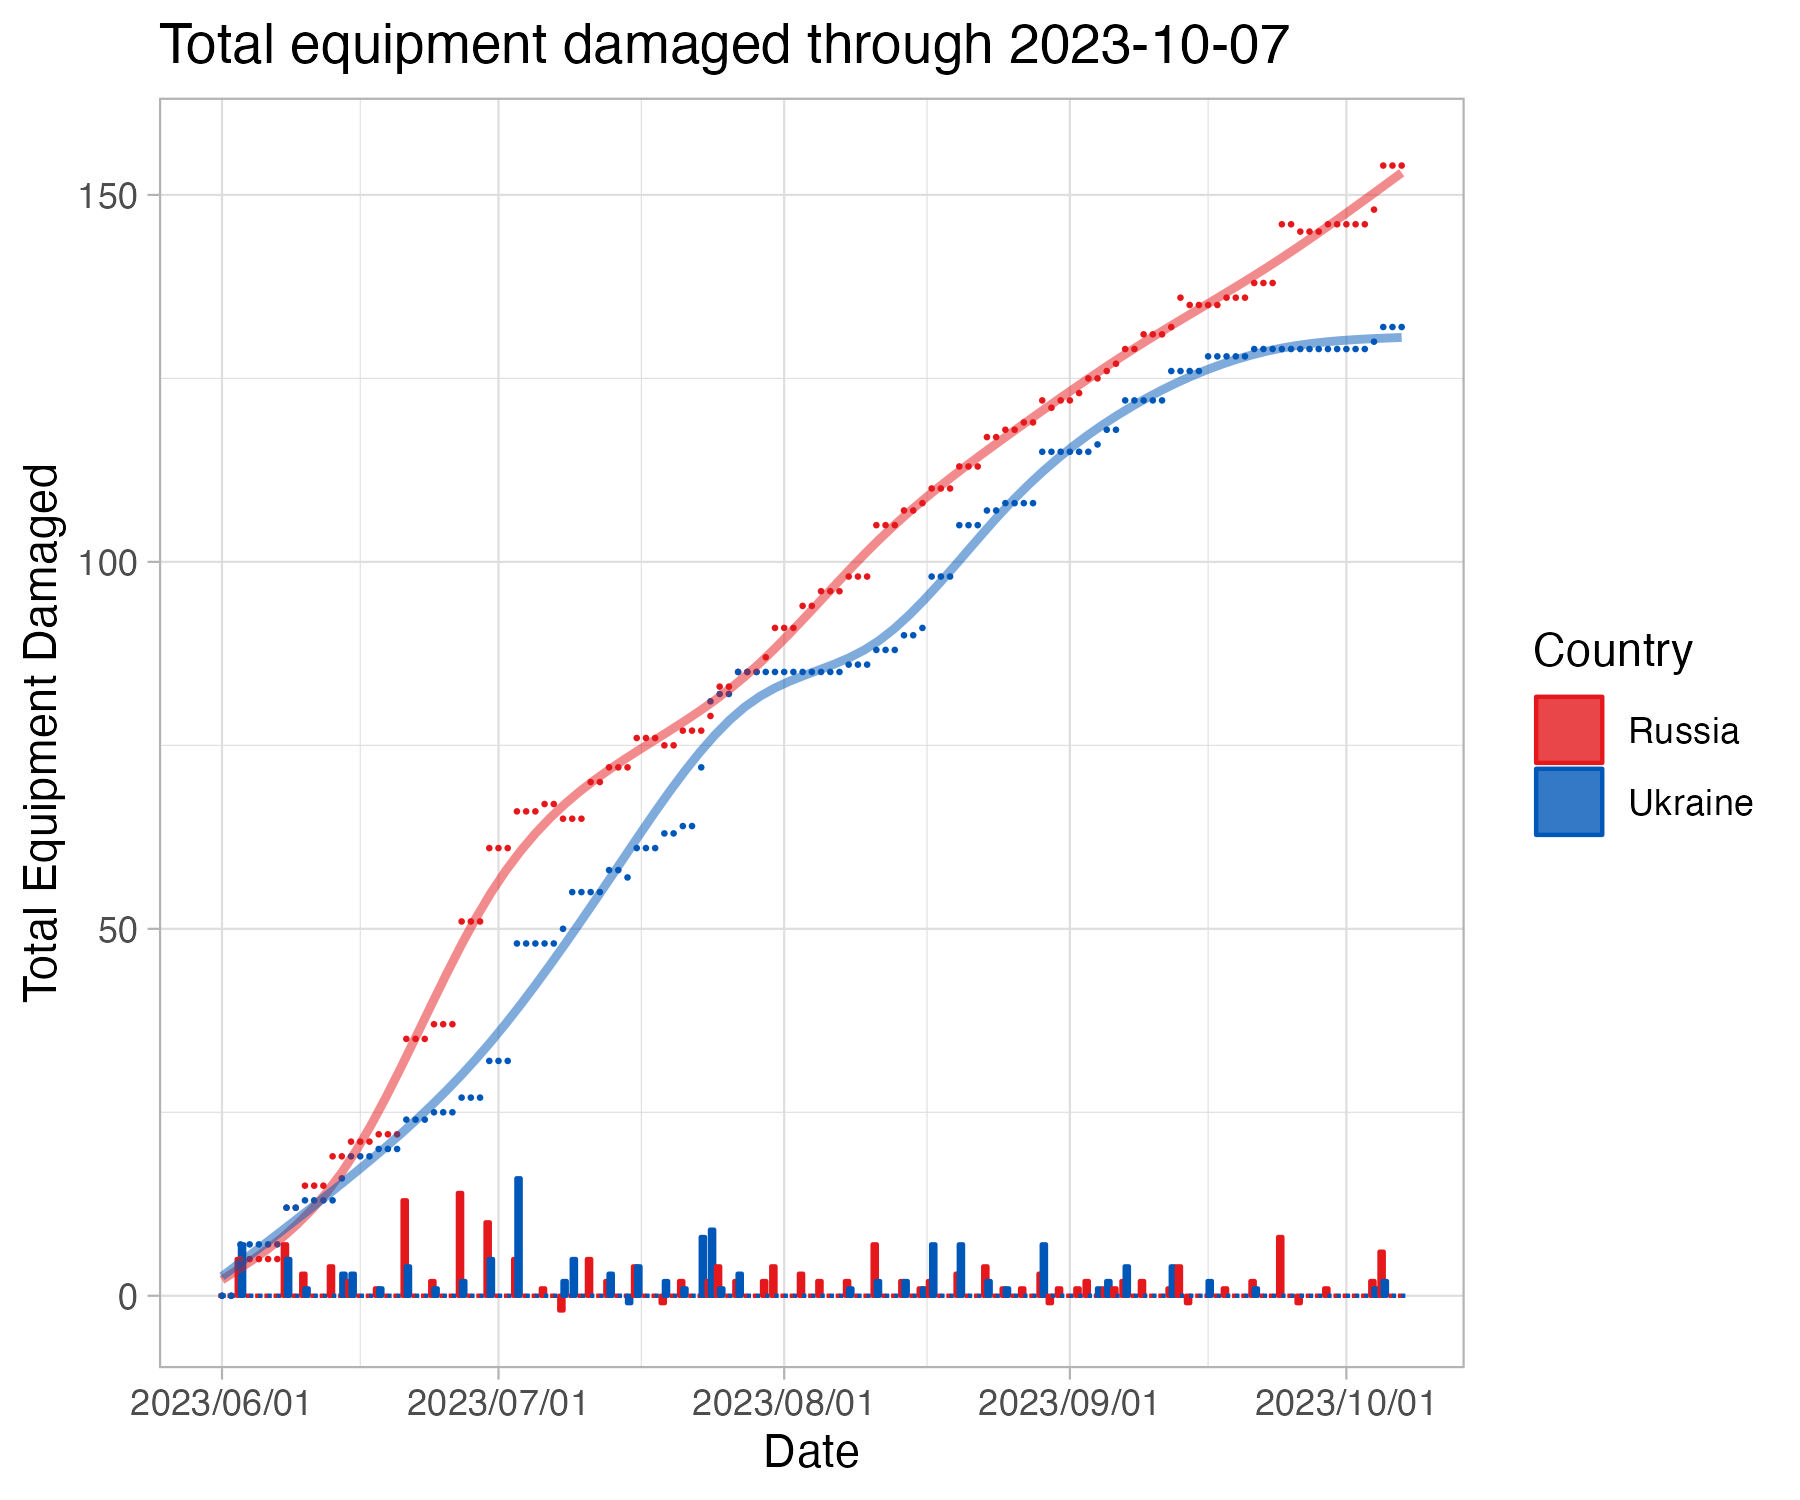 Total equipment damaged through 2023-10-07
Total Equipment Damaged
150
100
50
0
2023/06/01
2023/07/01
2023/08/01
2023/09/01
2023/10/01
Date
Country
Russia
Ukraine